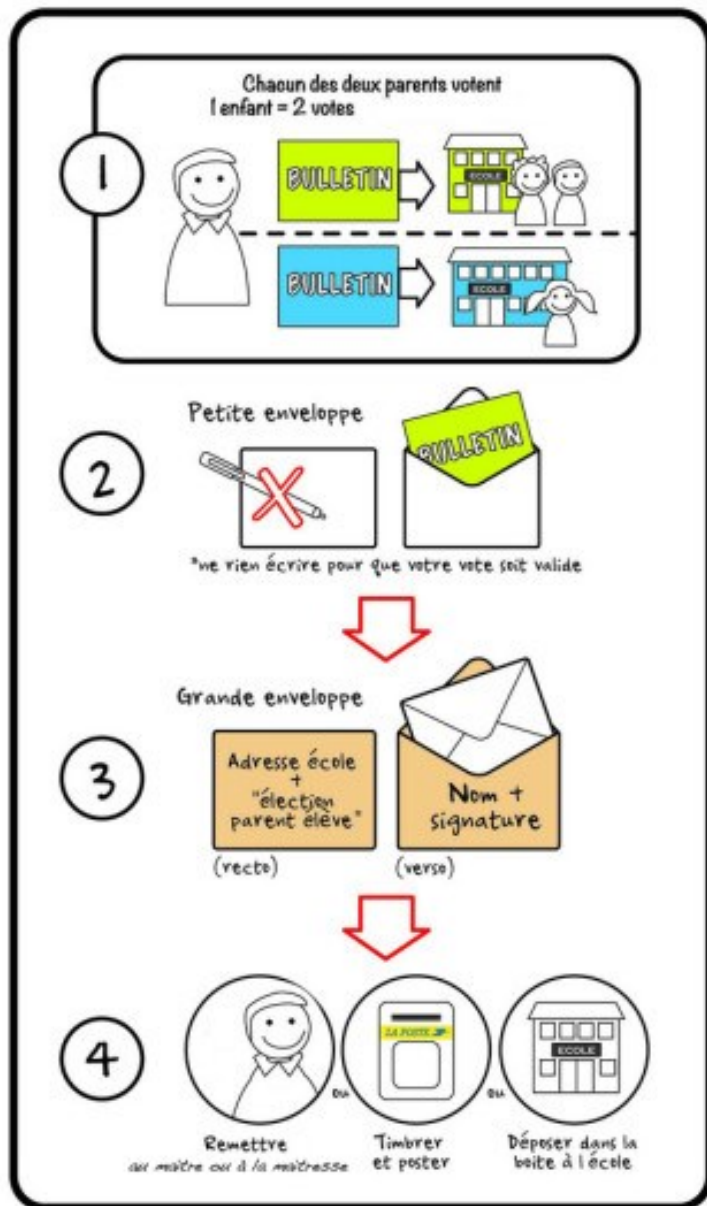 Chacun des deux parents votent
1 enfant = 2 votes
1
BULLETIN
ECOLE
BULLETIN
ECOLE
2
Petite enveloppe
BULLETIN
*ne rien écrire pour que votre vote soit valide
3
Grande enveloppe
Adresse école
+
"élection
parent élève"
(recto)
Nom +
signature
(verso)
4
LA POSTE
ECOLE
ou
ou
Remettre
au maître ou à la maîtresse
Timbrer
et poster
Déposer dans la
boite à l'école